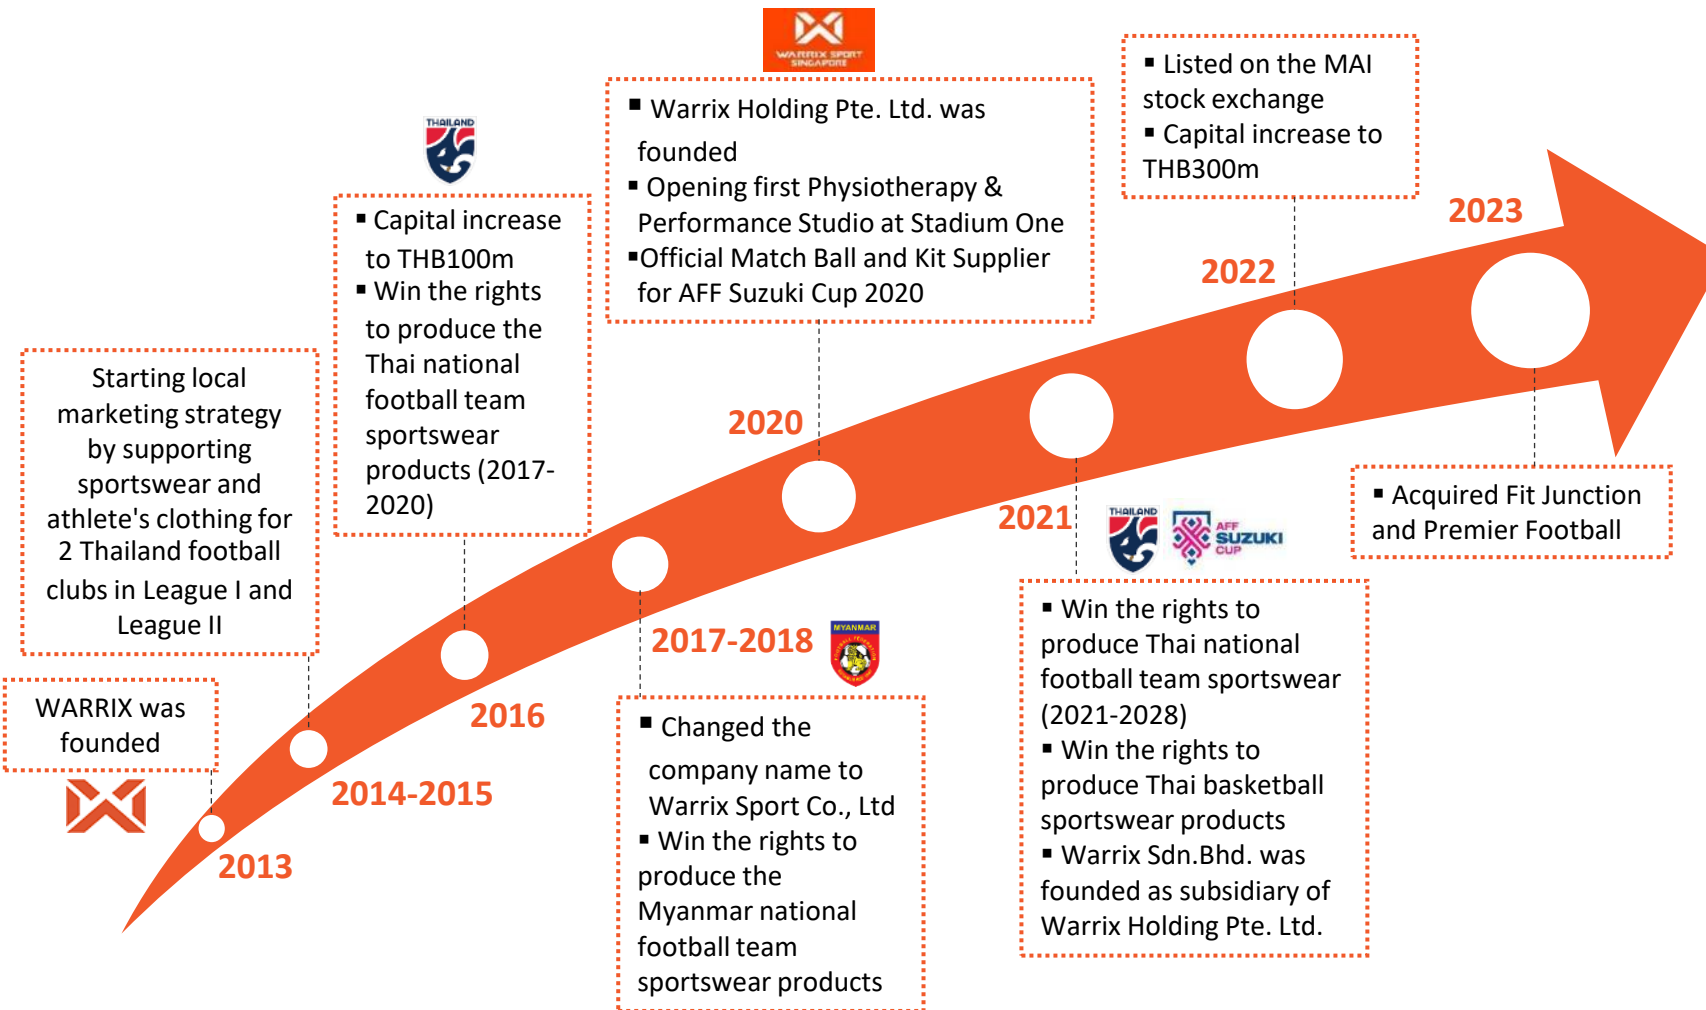 WARRIX was
founded
2013
Starting local
marketing strategy
by supporting
sportswear and
athlete's clothing for
2 Thailand football
clubs in League I and
League II
2014-2015
THAILAND
▪ Capital increase
to THB100m
▪ Win the rights
to produce the
Thai national
football team
sportswear
products (2017-
2020)
2016
2017-2018
MYANMAR
▪ Changed the
company name to
Warrix Sport Co., Ltd
▪ Win the rights to
produce the
Myanmar national
football team
sportswear products
WARRIX SPORT
SINGAPORE
▪ Warrix Holding Pte. Ltd. was
founded
▪ Opening first Physiotherapy &
Performance Studio at Stadium One
▪Official Match Ball and Kit Supplier
for AFF Suzuki Cup 2020
2020
2021
THAILAND
AFF
SUZUKI
CUP
▪ Win the rights to
produce Thai national
football team sportswear
(2021-2028)
▪ Win the rights to
produce Thai basketball
sportswear products
▪ Warrix Sdn.Bhd. was
founded as subsidiary of
Warrix Holding Pte. Ltd.
▪ Listed on the MAI
stock exchange
▪ Capital increase to
THB300m
2022
2023
▪ Acquired Fit Junction
and Premier Football